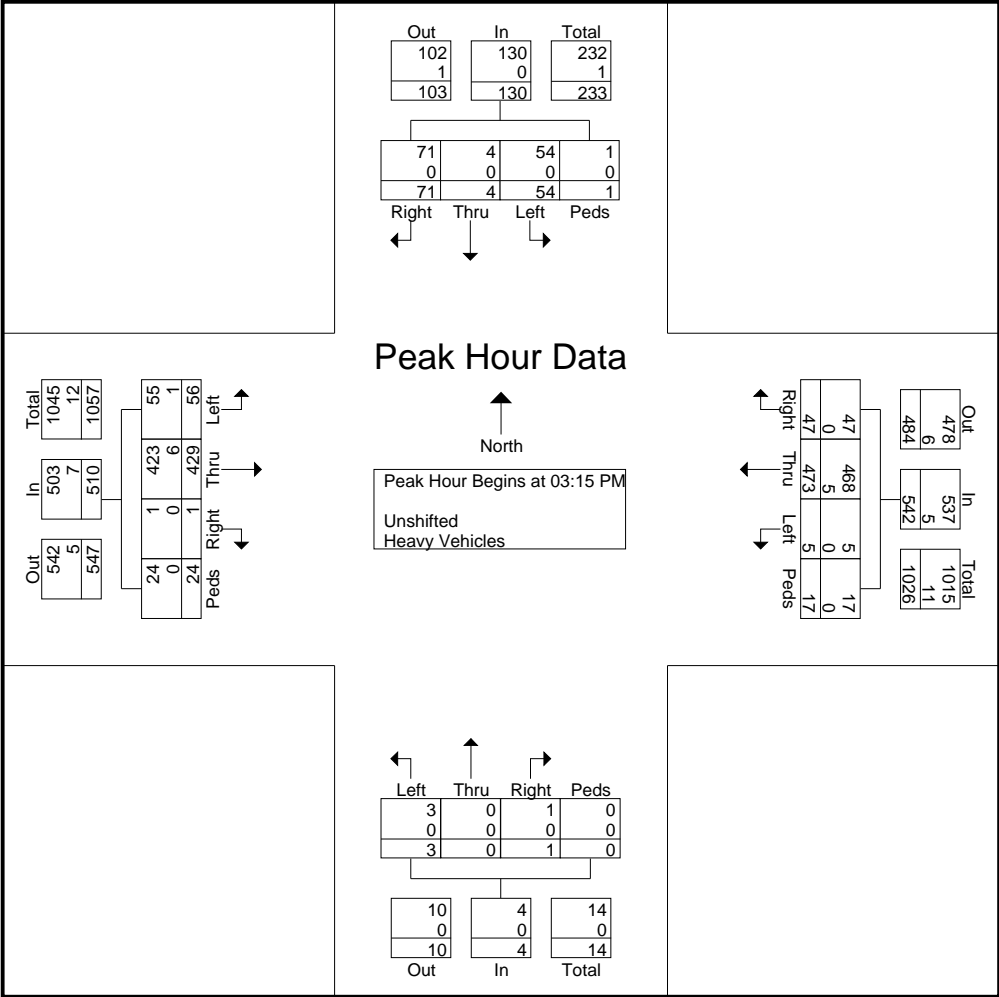 Out In Total
102 130 232
1 0 1
103 130 233
71 4 54 1
0 0 0 0
71 4 54 1
Right Thru Left Peds
Peak Hour Data
North
Peak Hour Begins at 03:15 PM
Unshifted
Heavy Vehicles
Total In Out
1045 503 542
12 7 5
1057 510 547
55 423 1 24
1 6 0 0
56 429 1 24
Left Thru Right Peds
Out In Total
478 537 1015
6 5 11
484 542 1026
47 468 5 17
0 5 0 0
47 473 5 17
Right Thru Left Peds
Left Thru Right Peds
3 0 1 0
0 0 0 0
3 0 1 0
10 4 14
0 0 0
10 4 14
Out In Total